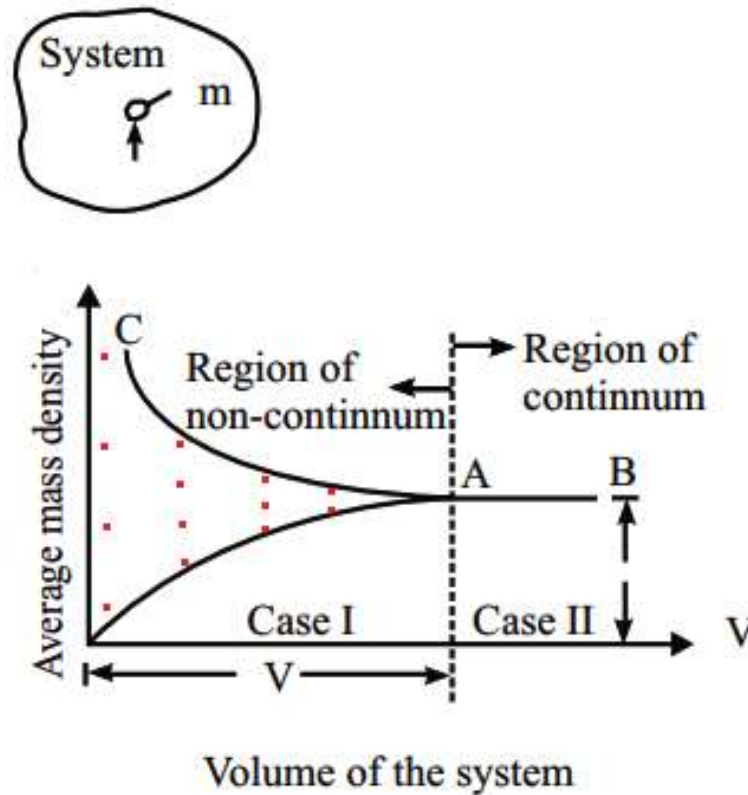 System
m
C
Region of
non-continnum
Region of
continnum
A
B
Average mass density
Case I
Case II
V
V
Volume of the system